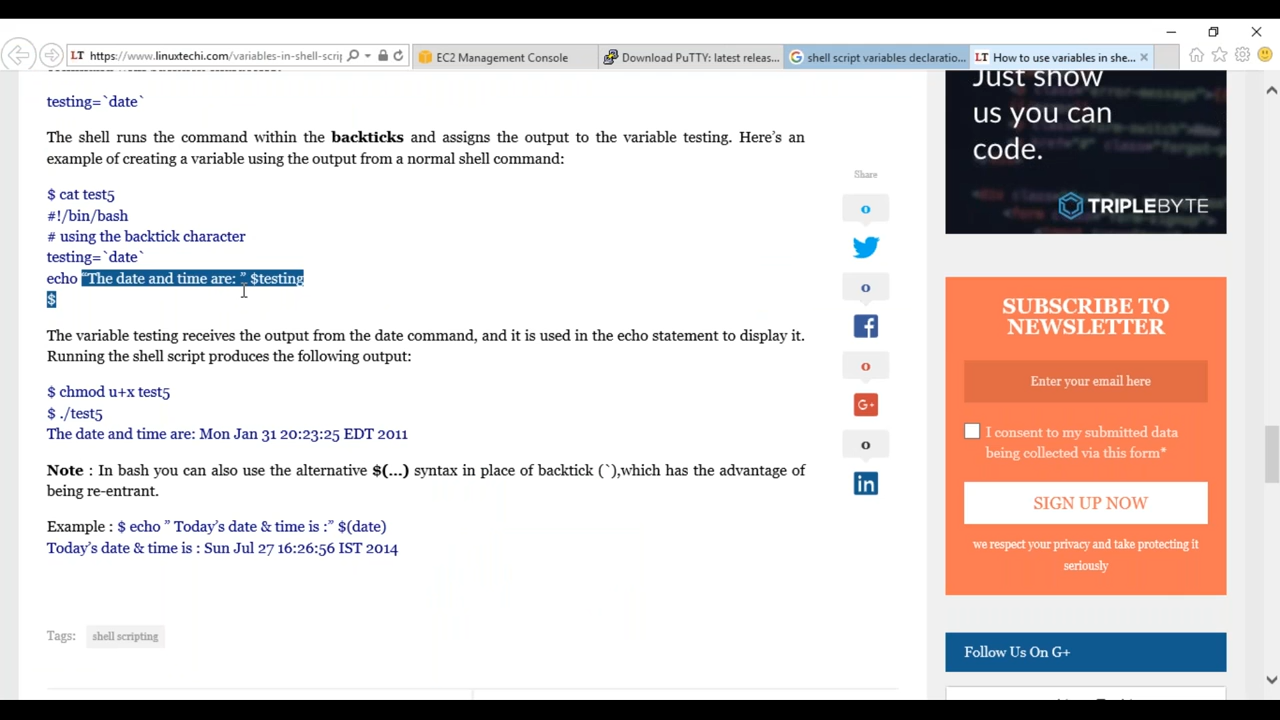 https://www.linuxtechi.com/variables-in-shell-scri
EC2 Management Console
Download PuTTY: latest releas...
shell script variables declaratio...
LT How to use variables in she...
testing=`date`
The shell runs the command within the backticks and assigns the output to the variable testing. Here’s an
example of creating a variable using the output from a normal shell command:
$ cat test5
#!/bin/bash
# using the backtick character
testing=`date`
echo “The date and time are: ” $testing
$
The variable testing receives the output from the date command, and it is used in the echo statement to display it.
Running the shell script produces the following output:
$ chmod u+x test5
$ ./test5
The date and time are: Mon Jan 31 20:23:25 EDT 2011
Note : In bash you can also use the alternative $(…) syntax in place of backtick (`),which has the advantage of
being re-entrant.
Example : $ echo ” Today’s date & time is :” $(date)
Today’s date & time is : Sun Jul 27 16:26:56 IST 2014
Tags: shell scripting
Share
0
0
0
G+
0
in
Just show
us you can
code.
TRIPLEBYTE
SUBSCRIBE TO
NEWSLETTER
Enter your email here
I consent to my submitted data
being collected via this form*
SIGN UP NOW
we respect your privacy and take protecting it
seriously
Follow Us On G+